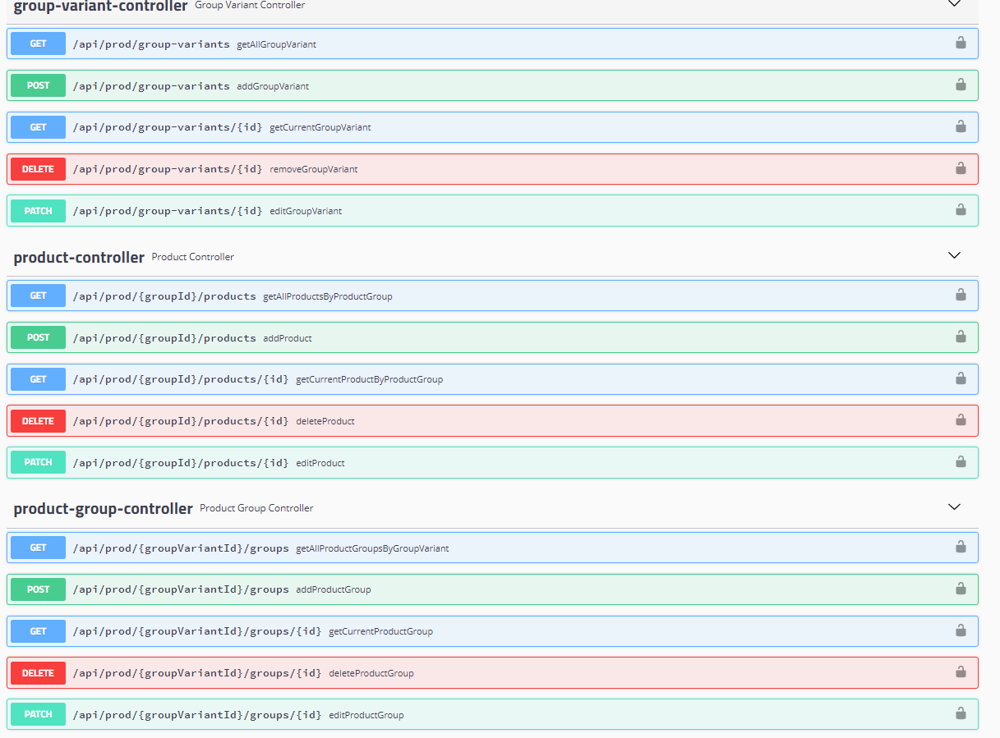 group-variant-controller Group Variant Controller
GET /api/prod/group-variants getAllGroupVariant
POST /api/prod/group-variants addGroupVariant
GET /api/prod/group-variants/{id} getCurrentGroupVariant
DELETE /api/prod/group-variants/{id} removeGroupVariant
PATCH /api/prod/group-variants/{id} editGroupVariant
product-controller Product Controller
GET /api/prod/{groupId}/products getAllProductsByProductGroup
POST /api/prod/{groupId}/products addProduct
GET /api/prod/{groupId}/products/{id} getCurrentProductByProductGroup
DELETE /api/prod/{groupId}/products/{id} deleteProduct
PATCH /api/prod/{groupId}/products/{id} editProduct
product-group-controller Product Group Controller
GET /api/prod/{groupVariantId}/groups getAllProductGroupsByGroupVariant
POST /api/prod/{groupVariantId}/groups addProductGroup
GET /api/prod/{groupVariantId}/groups/{id} getCurrentProductGroup
DELETE /api/prod/{groupVariantId}/groups/{id} deleteProductGroup
PATCH /api/prod/{groupVariantId}/groups/{id} editProductGroup